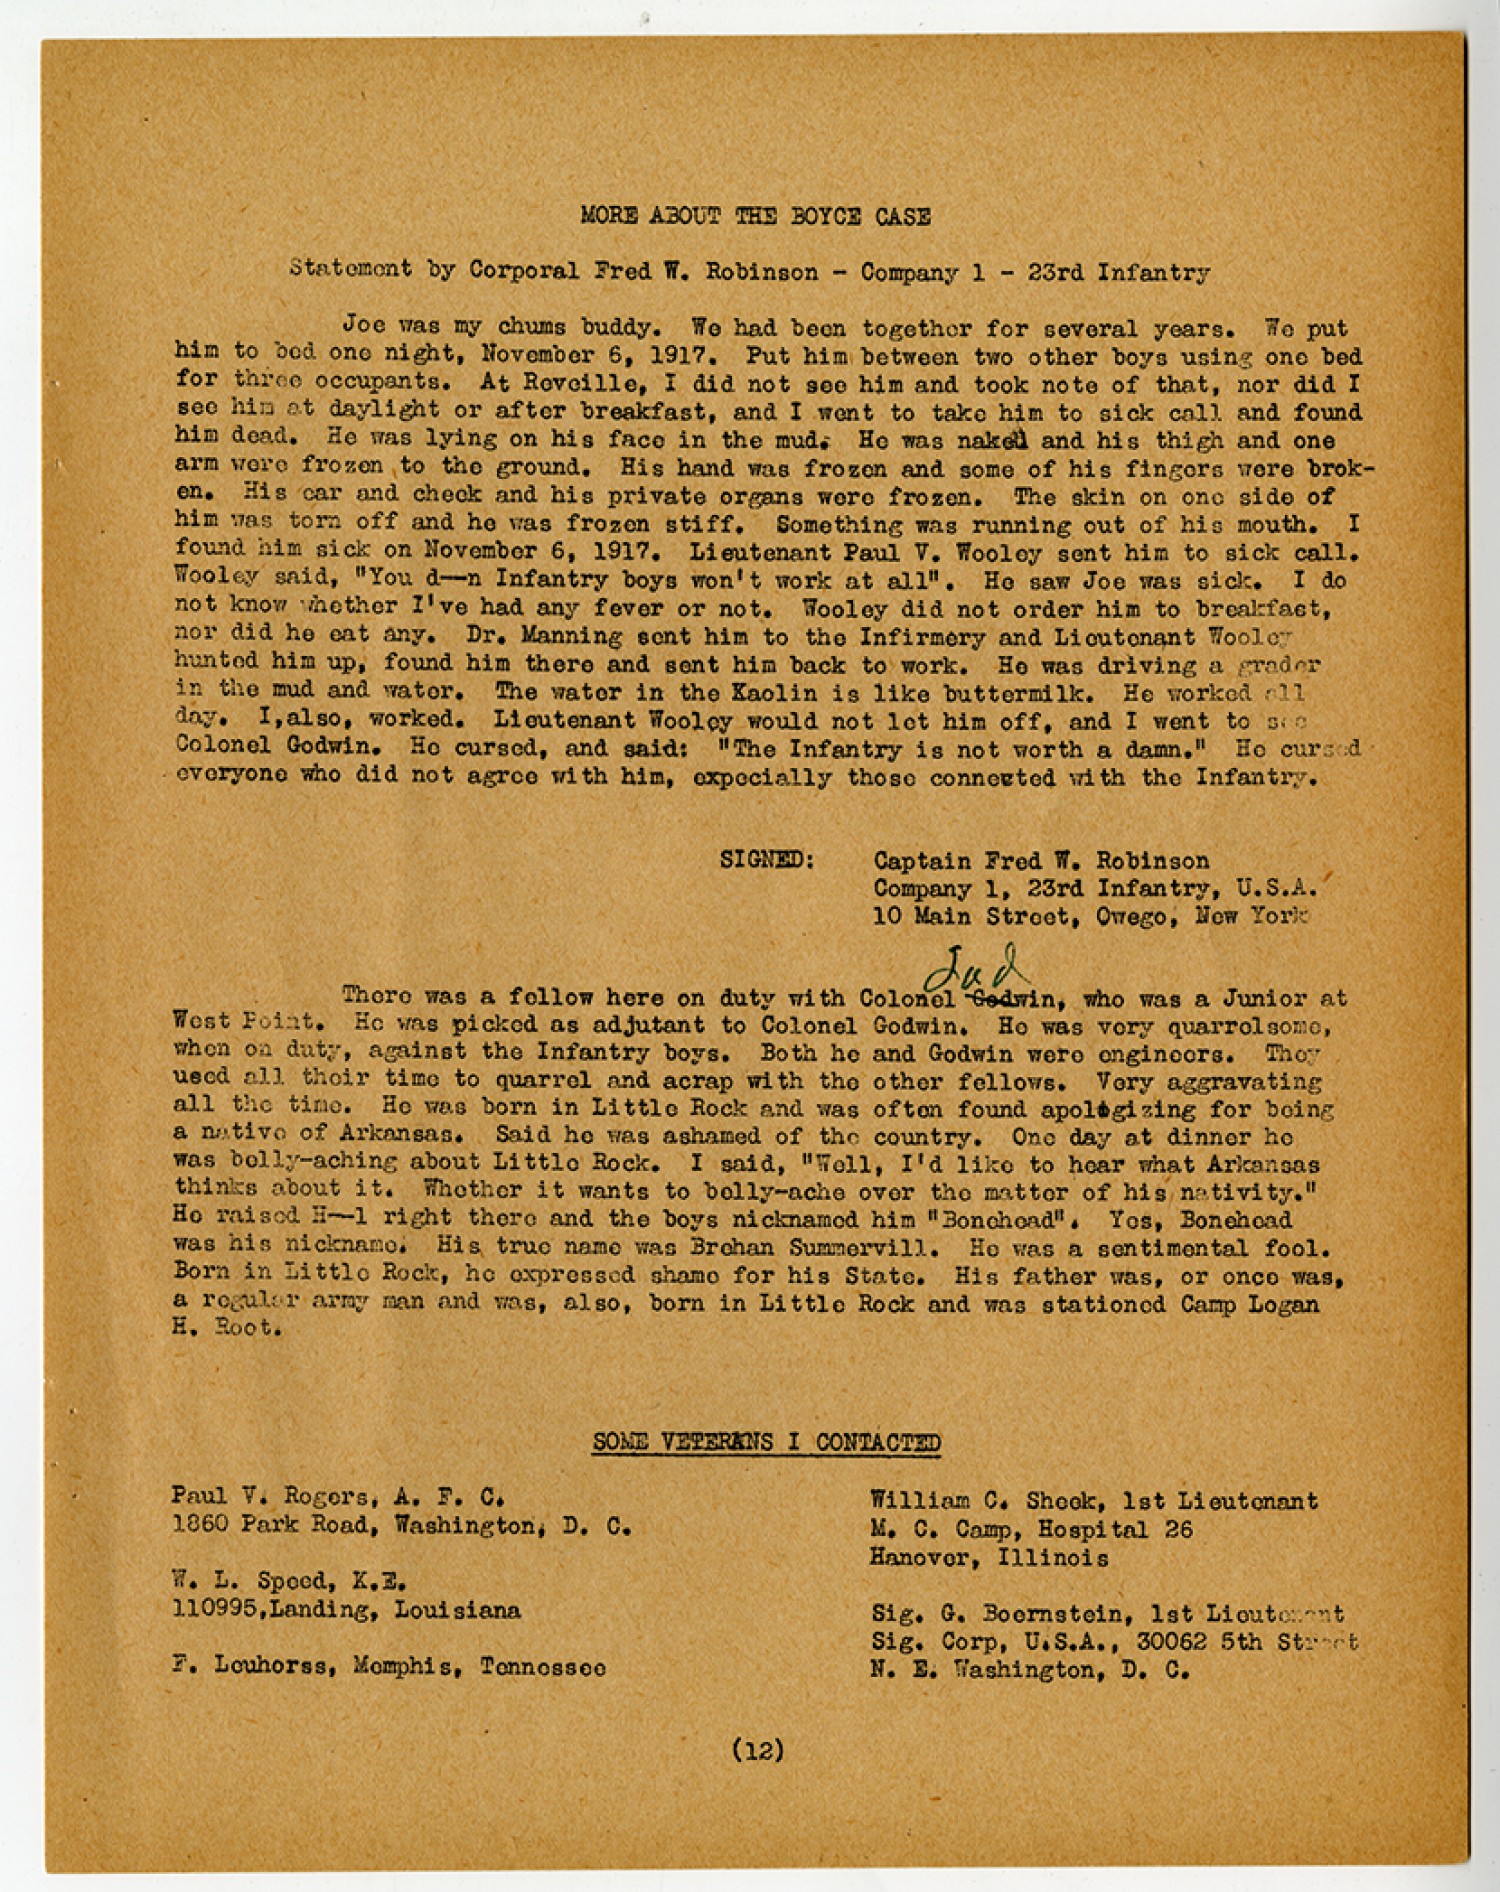 MORE ABOUT THE BOYCE CASE
Statement by Corporal Fred W. Robinson - Company 1 - 23rd Infantry
Joe was my chums buddy. We had been together for several years. We put
him to bed one night, November 6, 1917. Put him between two other boys using one bed
for three occupants. At Reveille, I did not see him and took note of that, nor did I
see him at daylight or after breakfast, and I went to take him to sick call and found
him dead. He was lying on his face in the mud. He was naked and his thigh and one
arm were frozen to the ground. His hand was frozen and some of his fingers were brok-
en. His ear and cheek and his private organs were frozen. The skin on one side of
him was torn off and he was frozen stiff. Something was running out of his mouth. I
found him sick on November 6, 1917. Lieutenant Paul V. Wooley sent him to sick call.
Wooley said, "You d--n Infantry boys won't work at all". He saw Joe was sick. I do
not know whether I've had any fever or not. Wooley did not order him to breakfast,
nor did he eat any. Dr. Manning sent him to the Infirmery and Lieutenant Wooley
hunted him up, found him there and sent him back to work. He was driving a grader
in the mud and water. The water in the Kaolin is like buttermilk. He worked all
day. I,also, worked. Lieutenant Wooley would not let him off, and I went to see
Colonel Godwin. He cursed, and said: "The Infantry is not worth a damn." He cursed
everyone who did not agree with him, expecially those connected with the Infantry.
SIGNED: Captain Fred W. Robinson
Company 1, 23rd Infantry, U.S.A.
10 Main Street, Owego, New York
Jud
There was a fellow here on duty with Colonel Godwin, who was a Junior at
West Point. He was picked as adjutant to Colonel Godwin. He was very quarrelsome,
when on duty, against the Infantry boys. Both he and Godwin were engineers. They
used all their time to quarrel and acrap with the other fellows. Very aggravating
all the time. He was born in Little Rock and was often found apologizing for being
a native of Arkansas. Said he was ashamed of the country. One day at dinner he
was belly-aching about Little Rock. I said, "Well, I'd like to hear what Arkansas
thinks about it. Whether it wants to belly-ache over the matter of his nativity."
He raised H--l right there and the boys nicknamed him "Bonehead". Yes, Bonehead
was his nickname. His true name was Brehan Summervill. He was a sentimental fool.
Born in Little Rock, he expressed shame for his State. His father was, or once was,
a regular army man and was, also, born in Little Rock and was stationed Camp Logan
H. Root.
SOME VETERANS I CONTACTED
Paul V. Rogers, A. F. C.
1860 Park Road, Washington, D. C.
W. L. Speed, K.E.
110995,Landing, Louisiana
F. Leuhorss, Memphis, Tennessee
William C. Sheek, 1st Lieutenant
M. C. Camp, Hospital 26
Hanover, Illinois
Sig. G. Boernstein, 1st Lieutenant
Sig. Corp, U.S.A., 30062 5th Street
N. E. Washington, D. C.
(12)